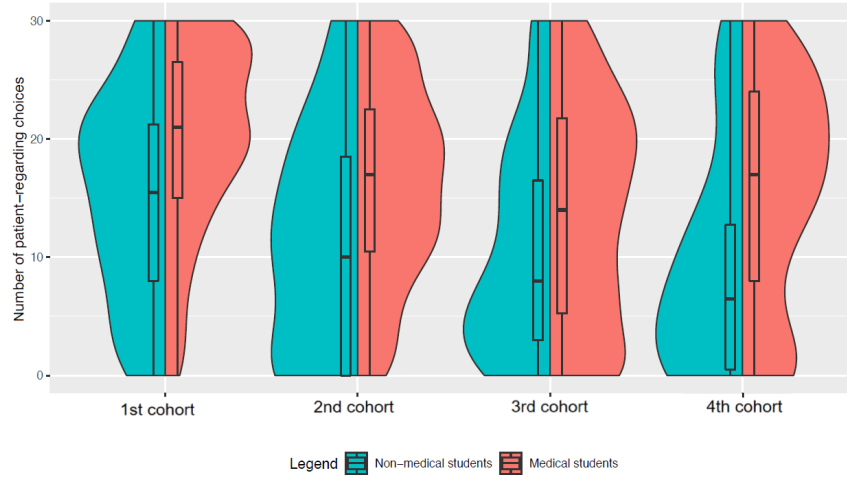 Number of patient−regarding choices
30
20
10
0
1st cohort
2nd cohort
3rd cohort
4th cohort
Legend
Non−medical students
Medical students